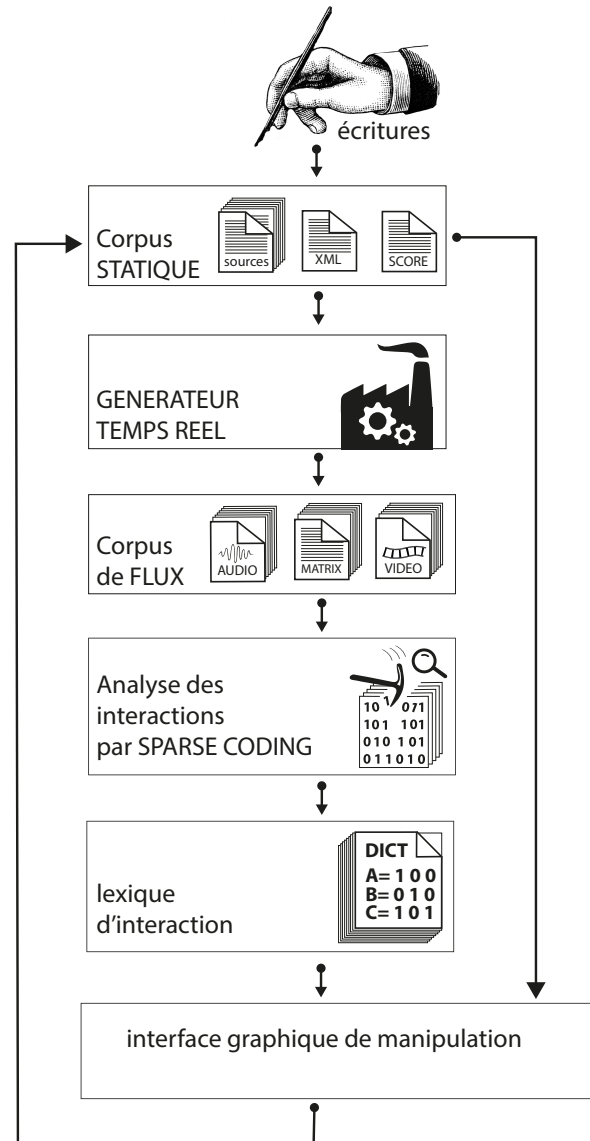 écritures
Corpus
STATIQUE
sources
XML
SCORE
GENERATEUR
TEMPS REEL
Corpus
de FLUX
AUDIO
MATRIX
VIDEO
Analyse des
interactions
par SPARSE CODING
101 101
010 101
011010
lexique
d'interaction
DICT
A= 1 0 0
B= 0 1 0
C= 1 0 1
interface graphique de manipulation